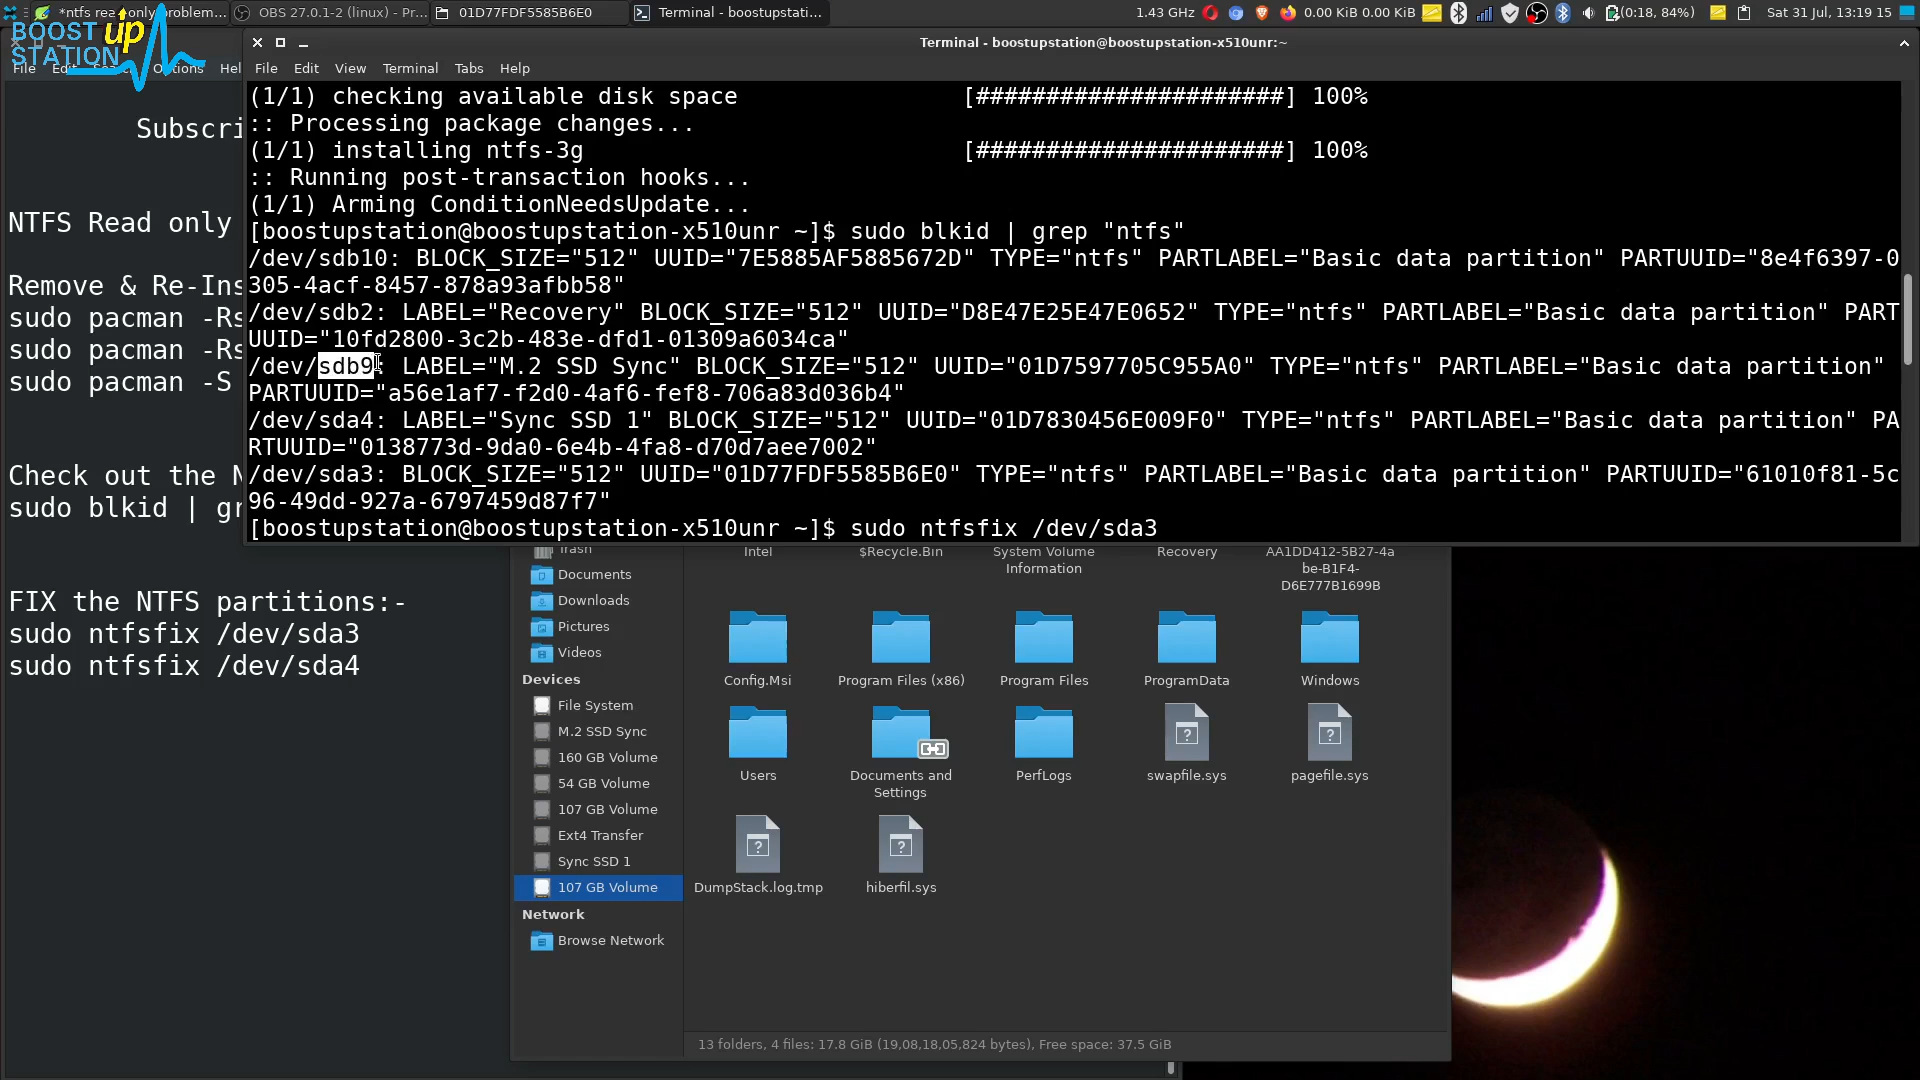 *ntfs read-only problem...
OBS 27.0.1-2 (linux) - Pr...
01D77FDF5585B6E0
Terminal - boostupstati...
1.43 GHz
0.00 KiB 0.00 KiB
(0:18, 84%)
Sat 31 Jul, 13:19 15
BOOST up
STATION
File
Options
Hel
Subscri
NTFS Read only
Remove & Re-Ins
sudo pacman -Rs
sudo pacman -Rs
sudo pacman -S
Check out the N
sudo blkid | gr
FIX the NTFS partitions:-
sudo ntfsfix /dev/sda3
sudo ntfsfix /dev/sda4
Terminal - boostupstation@boostupstation-x510unr:~
File Edit View Terminal Tabs Help
(1/1) checking available disk space [######################] 100%
:: Processing package changes...
(1/1) installing ntfs-3g [######################] 100%
:: Running post-transaction hooks...
(1/1) Arming ConditionNeedsUpdate...
[boostupstation@boostupstation-x510unr ~]$ sudo blkid | grep "ntfs"
/dev/sdb10: BLOCK_SIZE="512" UUID="7E5885AF5885672D" TYPE="ntfs" PARTLABEL="Basic data partition" PARTUUID="8e4f6397-0
305-4acf-8457-878a93afbb58"
/dev/sdb2: LABEL="Recovery" BLOCK_SIZE="512" UUID="D8E47E25E47E0652" TYPE="ntfs" PARTLABEL="Basic data partition" PART
UUID="10fd2800-3c2b-483e-dfd1-01309a6034ca"
/dev/sdb9: LABEL="M.2 SSD Sync" BLOCK_SIZE="512" UUID="01D7597705C955A0" TYPE="ntfs" PARTLABEL="Basic data partition"
PARTUUID="a56e1af7-f2d0-4af6-fef8-706a83d036b4"
/dev/sda4: LABEL="Sync SSD 1" BLOCK_SIZE="512" UUID="01D7830456E009F0" TYPE="ntfs" PARTLABEL="Basic data partition" PA
RTUUID="0138773d-9da0-6e4b-4fa8-d70d7aee7002"
/dev/sda3: BLOCK_SIZE="512" UUID="01D77FDF5585B6E0" TYPE="ntfs" PARTLABEL="Basic data partition" PARTUUID="61010f81-5c
96-49dd-927a-6797459d87f7"
[boostupstation@boostupstation-x510unr ~]$ sudo ntfsfix /dev/sda3
Trash
Documents
Downloads
Pictures
Videos
Devices
File System
M.2 SSD Sync
160 GB Volume
54 GB Volume
107 GB Volume
Ext4 Transfer
Sync SSD 1
107 GB Volume
Network
Browse Network
Intel
$Recycle.Bin
System Volume
Information
Recovery
AA1DD412-5B27-4a
be-B1F4-
D6E777B1699B
Config.Msi
Program Files (x86)
Program Files
ProgramData
Windows
Users
Documents and
Settings
PerfLogs
swapfile.sys
pagefile.sys
DumpStack.log.tmp
hiberfil.sys
13 folders, 4 files: 17.8 GiB (19,08,18,05,824 bytes), Free space: 37.5 GiB